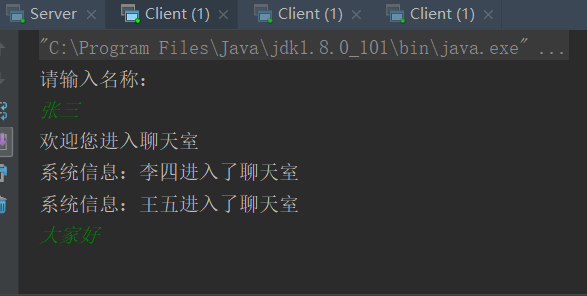 Server Client (1) Client (1) Client (1)
"C:\Program Files\Java\jdk1.8.0_101\bin\java.exe" ...
请输入名称：
张三
欢迎您进入聊天室
系统信息：李四进入了聊天室
系统信息：王五进入了聊天室
大家好